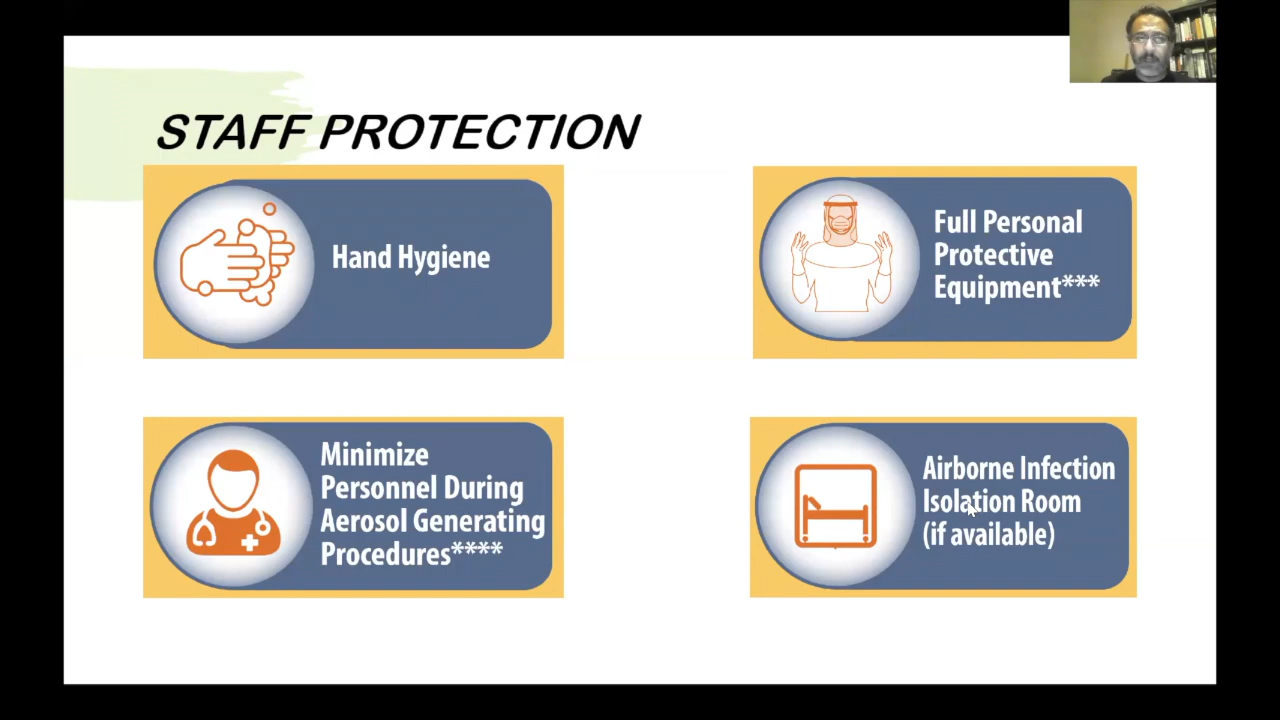 STAFF PROTECTION
Hand Hygiene
Full Personal
Protective
Equipment***
Minimize
Personnel During
Aerosol Generating
Procedures****
Airborne Infection
Isolation Room
(if available)